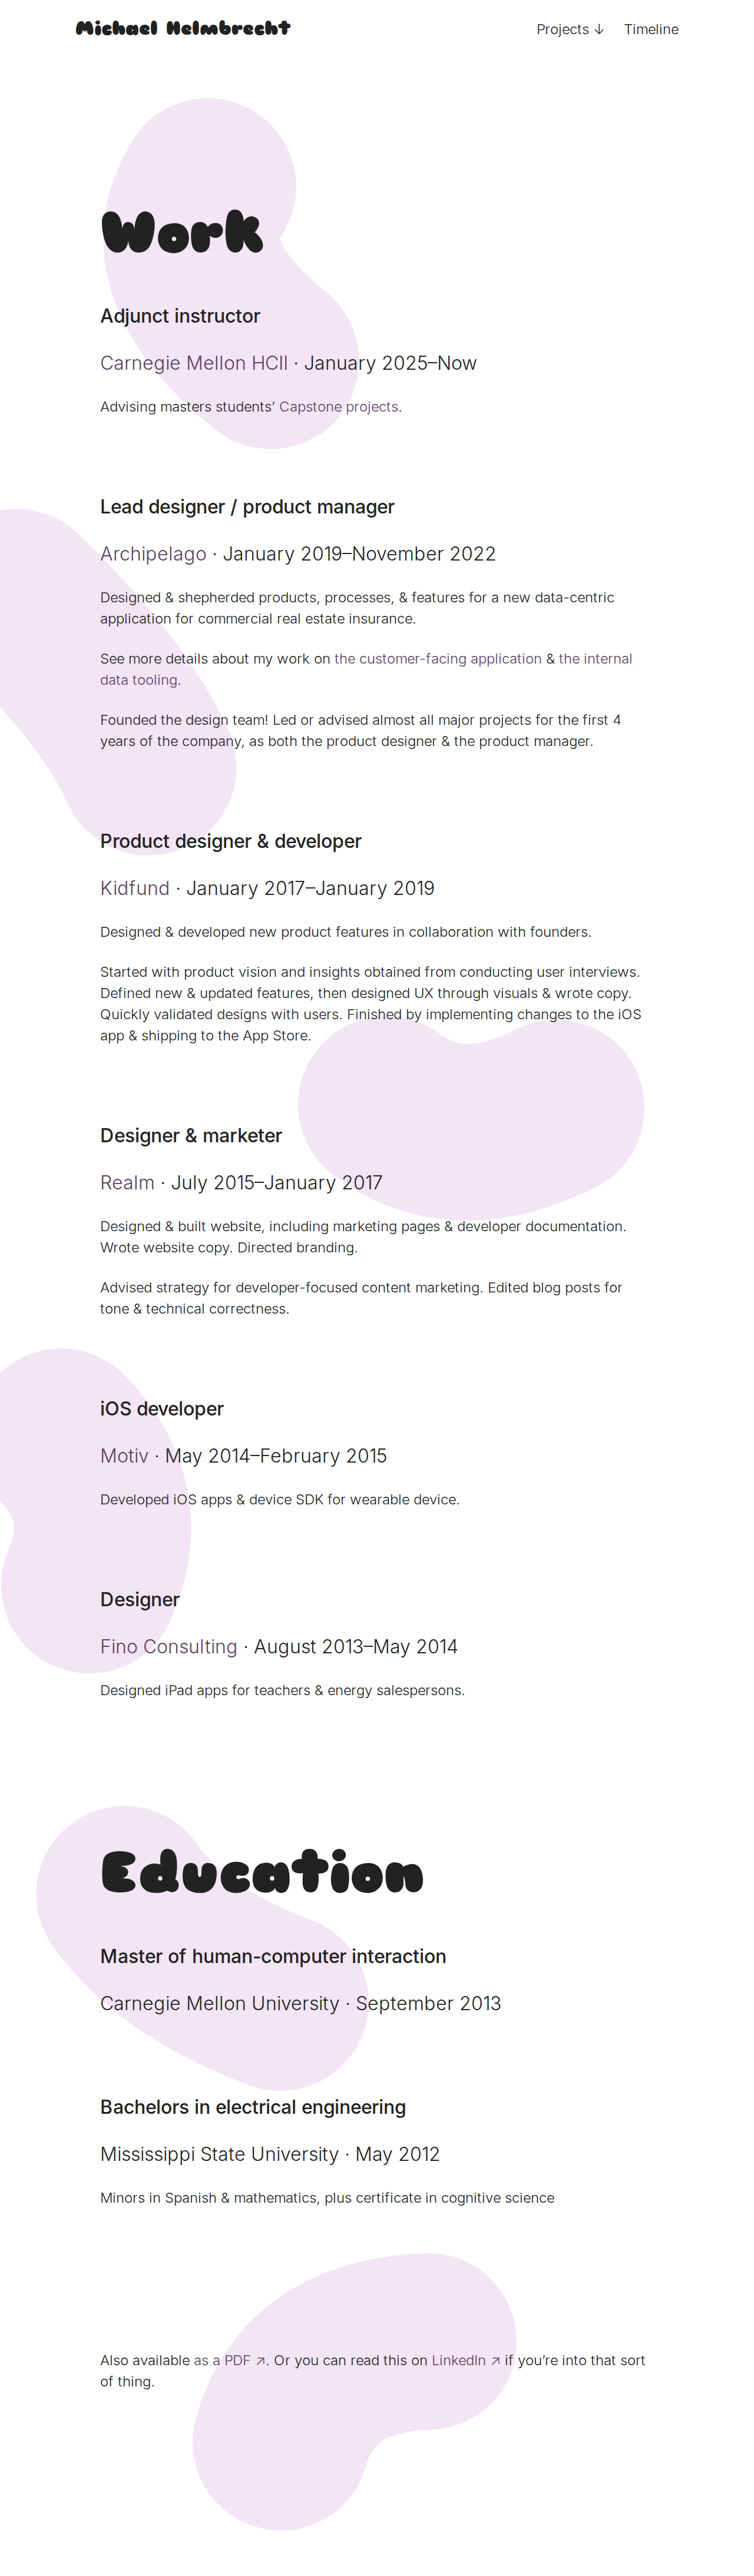 Michael Helmbrecht
Projects ↓ Timeline
Work
Adjunct instructor
Carnegie Mellon HCII · January 2025–Now
Advising masters students’ Capstone projects.
Lead designer / product manager
Archipelago · January 2019–November 2022
Designed & shepherded products, processes, & features for a new data-centric
application for commercial real estate insurance.
See more details about my work on the customer-facing application & the internal
data tooling.
Founded the design team! Led or advised almost all major projects for the first 4
years of the company, as both the product designer & the product manager.
Product designer & developer
Kidfund · January 2017–January 2019
Designed & developed new product features in collaboration with founders.
Started with product vision and insights obtained from conducting user interviews.
Defined new & updated features, then designed UX through visuals & wrote copy.
Quickly validated designs with users. Finished by implementing changes to the iOS
app & shipping to the App Store.
Designer & marketer
Realm · July 2015–January 2017
Designed & built website, including marketing pages & developer documentation.
Wrote website copy. Directed branding.
Advised strategy for developer-focused content marketing. Edited blog posts for
tone & technical correctness.
iOS developer
Motiv · May 2014–February 2015
Developed iOS apps & device SDK for wearable device.
Designer
Fino Consulting · August 2013–May 2014
Designed iPad apps for teachers & energy salespersons.
Education
Master of human-computer interaction
Carnegie Mellon University · September 2013
Bachelors in electrical engineering
Mississippi State University · May 2012
Minors in Spanish & mathematics, plus certificate in cognitive science
Also available as a PDF ↗. Or you can read this on LinkedIn ↗ if you’re into that sort
of thing.